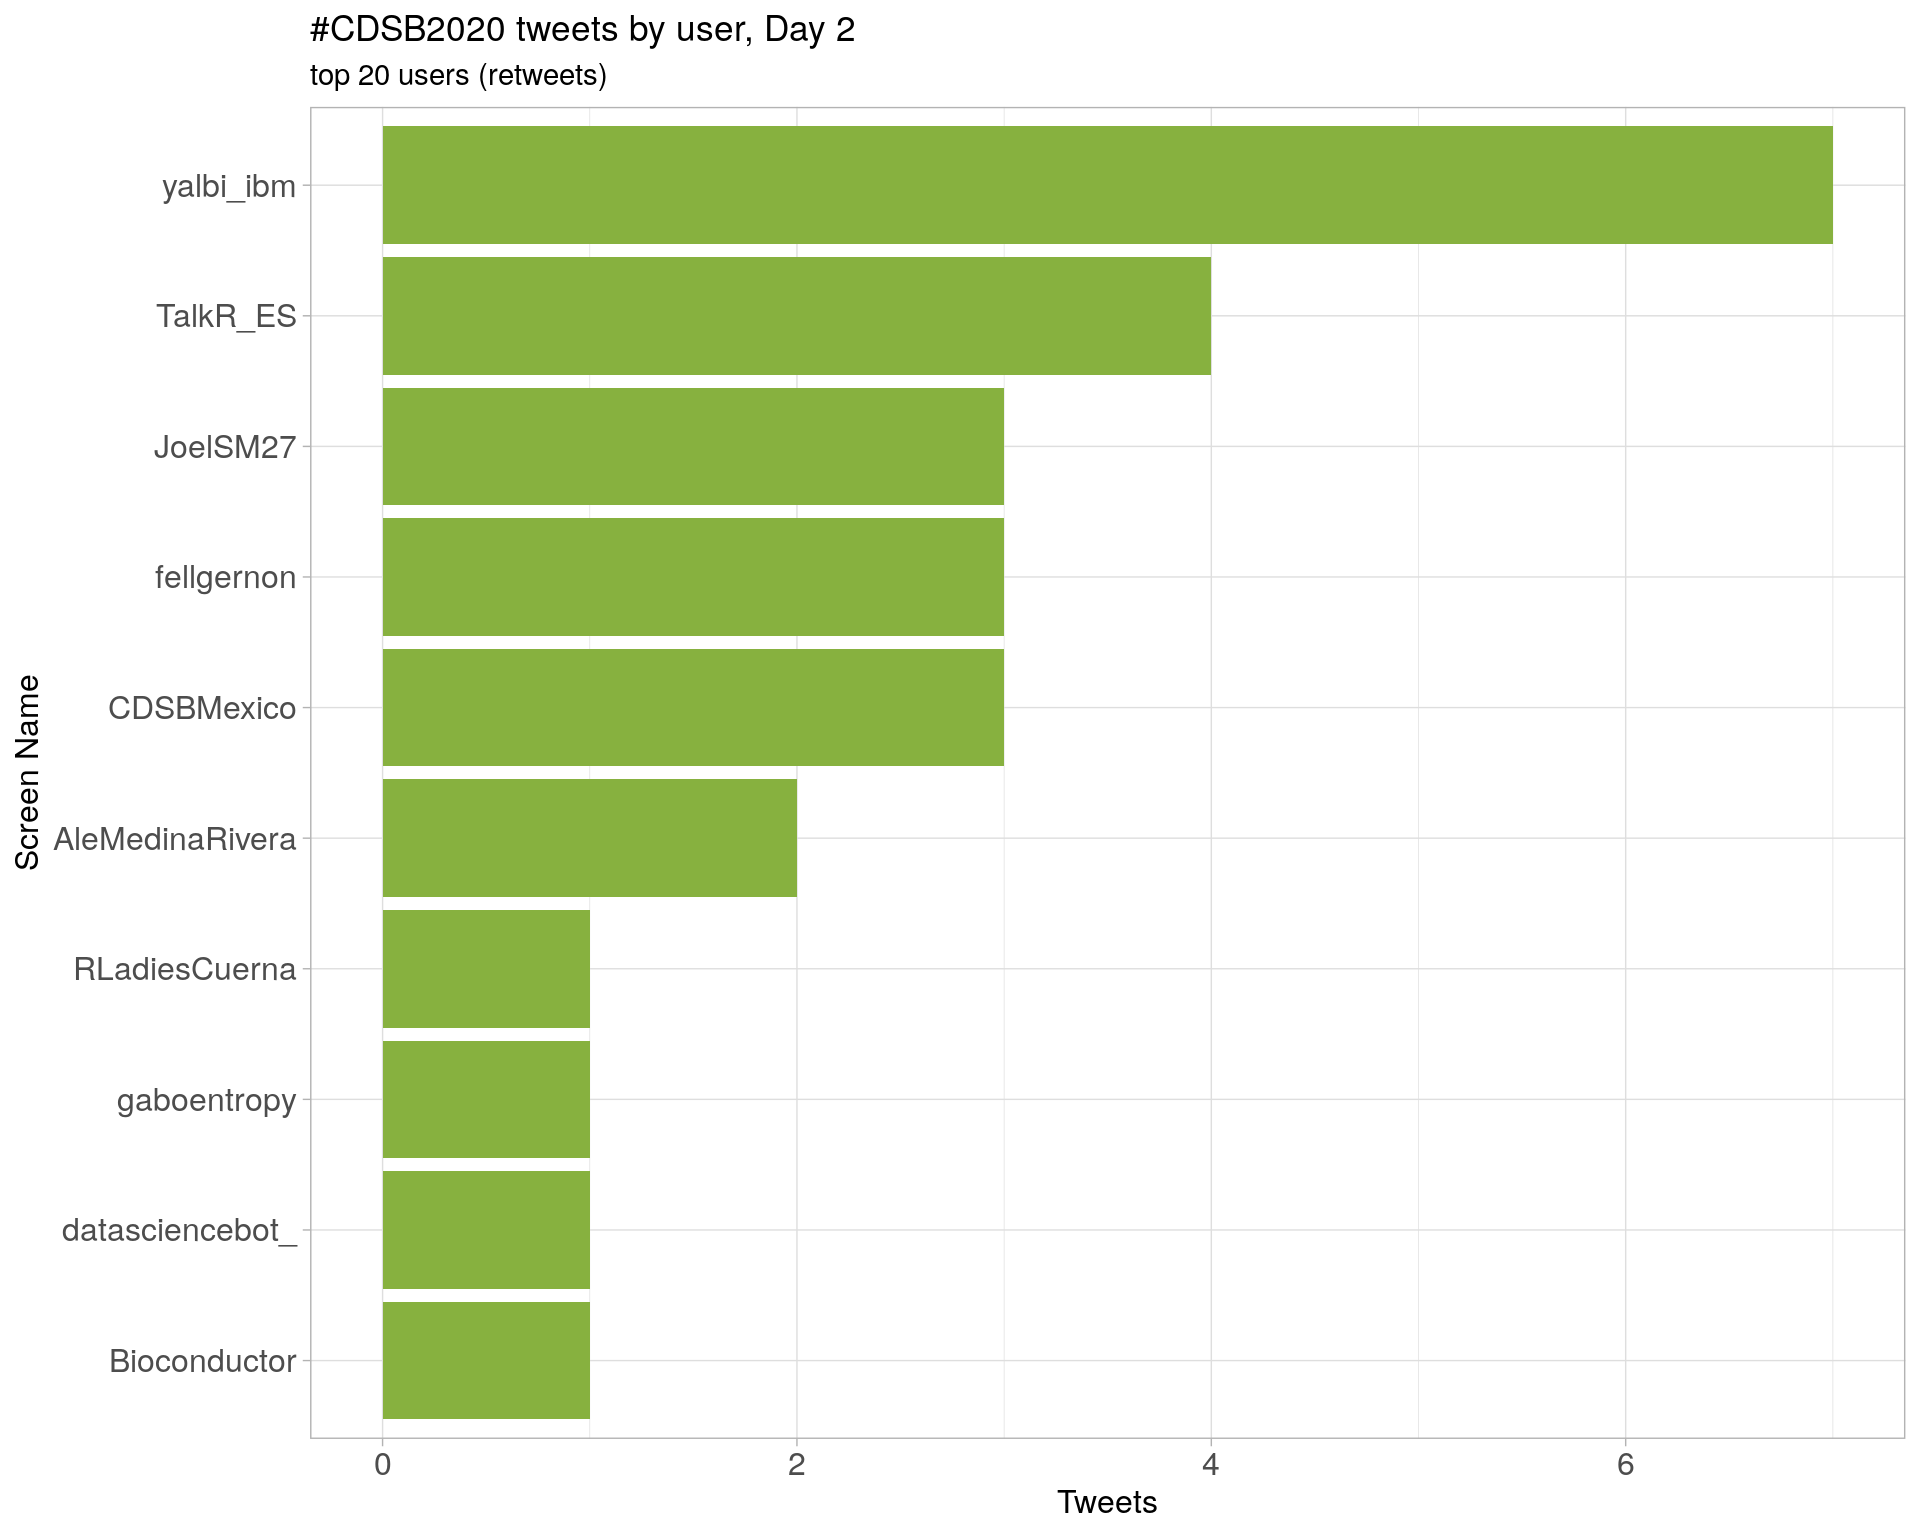 #CDSB2020 tweets by user, Day 2
top 20 users (retweets)
Screen Name
yalbi_ibm
TalkR_ES
JoelSM27
fellgernon
CDSBMexico
AleMedinaRivera
RLadiesCuerna
gaboentropy
datasciencebot_
Bioconductor
0 2 4 6
Tweets